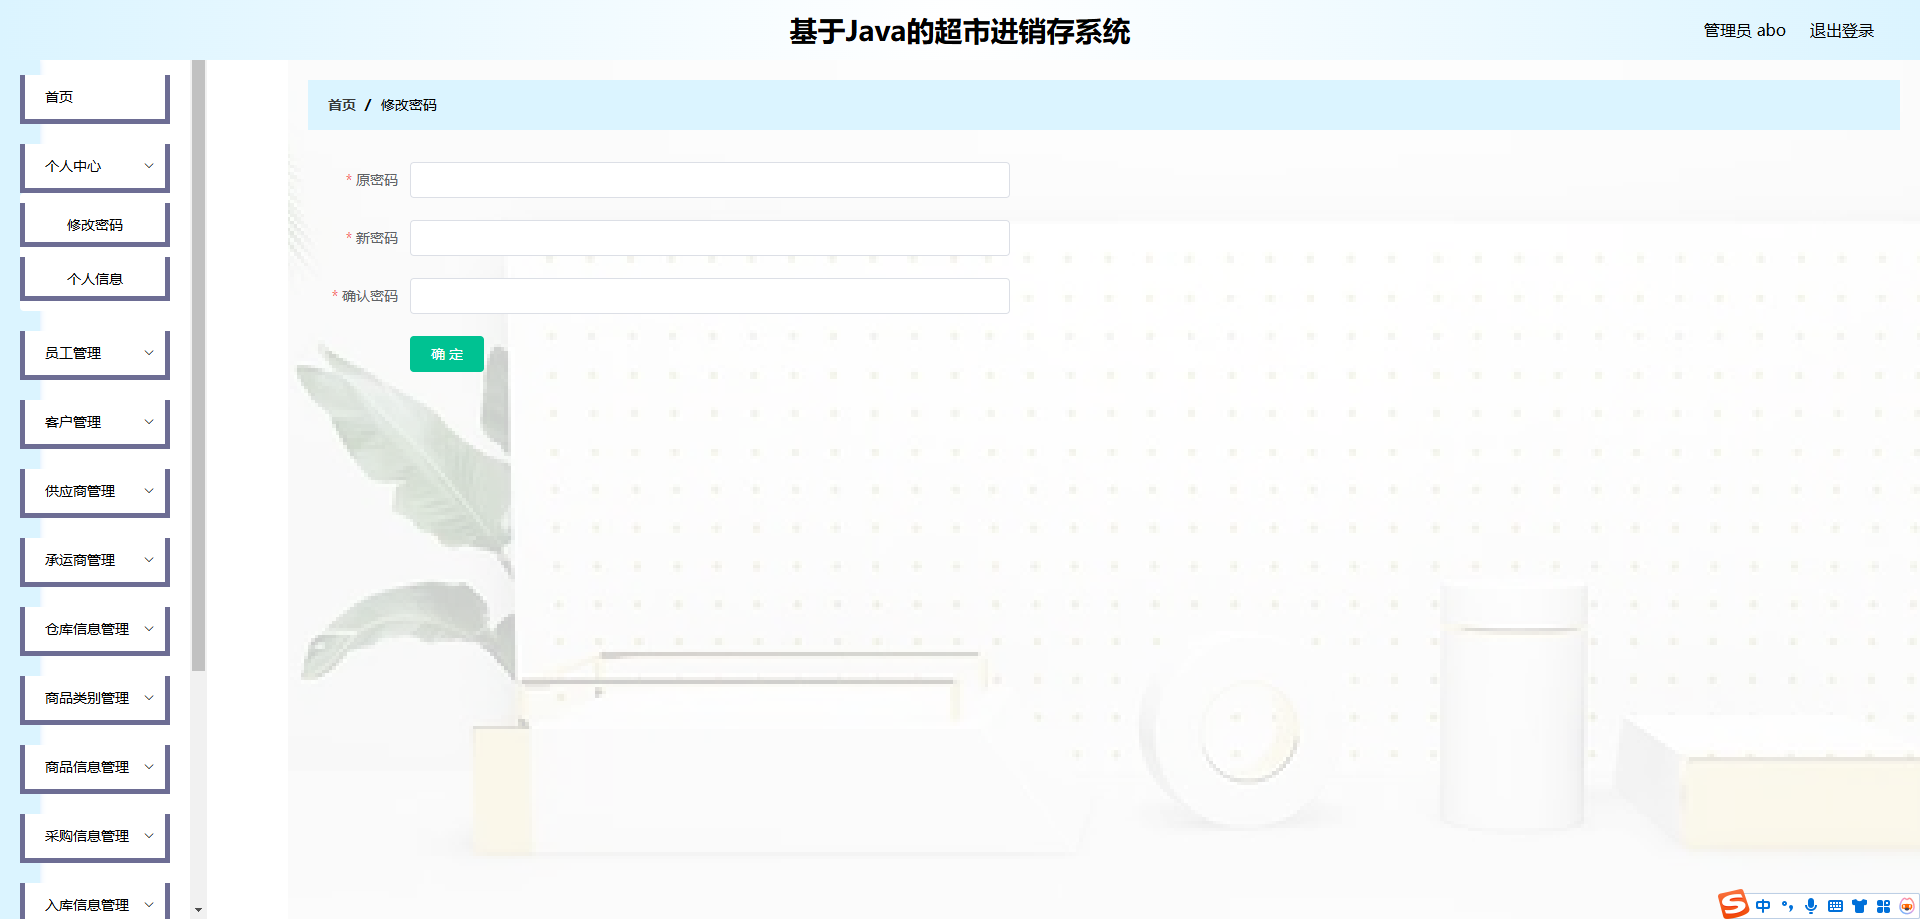 基于Java的超市进销存系统
管理员 abo 退出登录
首页
个人中心
修改密码
个人信息
员工管理
客户管理
供应商管理
承运商管理
仓库信息管理
商品类别管理
商品信息管理
采购信息管理
入库信息管理
首页 / 修改密码
* 原密码
* 新密码
* 确认密码
确 定
S 中